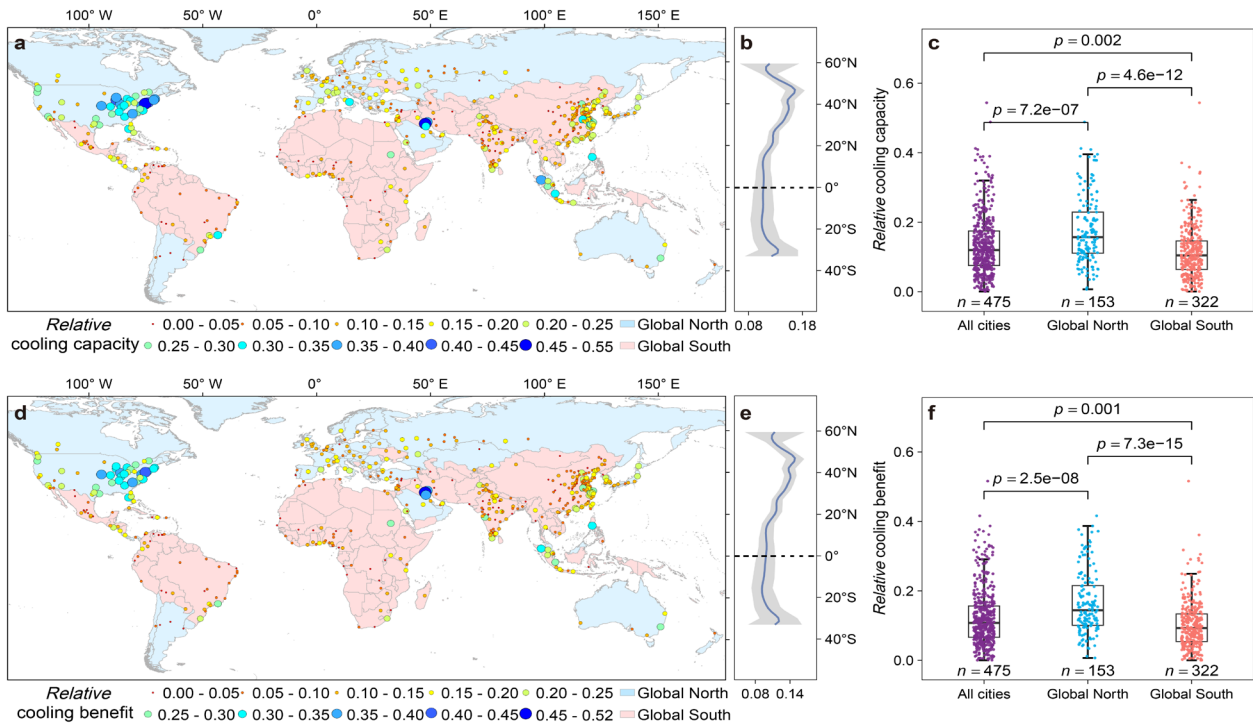 100° W 50° W 0° 50° E 100° E 150° E
a
b
60°N
40°N
20°N
0°
20°S
40°S
0.08 0.18
c
p = 0.002
p = 4.6e−12
p = 7.2e−07
Relative cooling capacity
0.6
0.4
0.2
0.0
n = 475 n = 153 n = 322
All cities Global North Global South
Relative
cooling capacity
0.00 - 0.05 0.05 - 0.10 0.10 - 0.15 0.15 - 0.20 0.20 - 0.25 Global North
0.25 - 0.30 0.30 - 0.35 0.35 - 0.40 0.40 - 0.45 0.45 - 0.55 Global South
100° W 50° W 0° 50° E 100° E 150° E
d
e
60°N
40°N
20°N
0°
20°S
40°S
0.08 0.14
f
p = 0.001
p = 7.3e−15
p = 2.5e−08
Relative cooling benefit
0.6
0.4
0.2
0.0
n = 475 n = 153 n = 322
All cities Global North Global South
Relative
cooling benefit
0.00 - 0.05 0.05 - 0.10 0.10 - 0.15 0.15 - 0.20 0.20 - 0.25 Global North
0.25 - 0.30 0.30 - 0.35 0.35 - 0.40 0.40 - 0.45 0.45 - 0.52 Global South